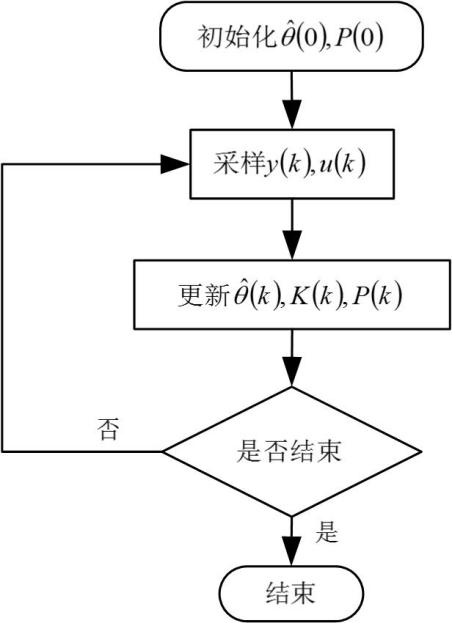 初始化θ̂(0),P(0)
采样y(k),u(k)
更新θ̂(k),K(k),P(k)
否
是否结束
是
结束